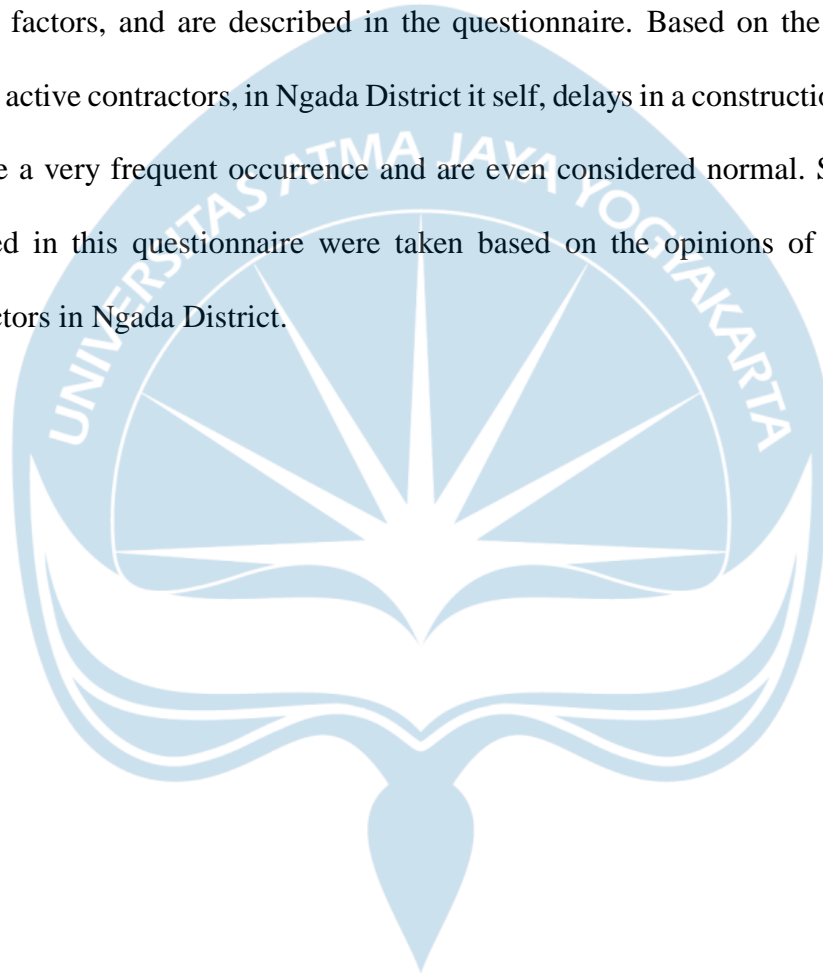 factors, and are described in the questionnaire. Based on the
active contractors, in Ngada District it self, delays in a constructio
e a very frequent occurrence and are even considered normal. S
ed in this questionnaire were taken based on the opinions of
ctors in Ngada District.
UNIVERSITAS ATMA JAYA YOGYAKARTA